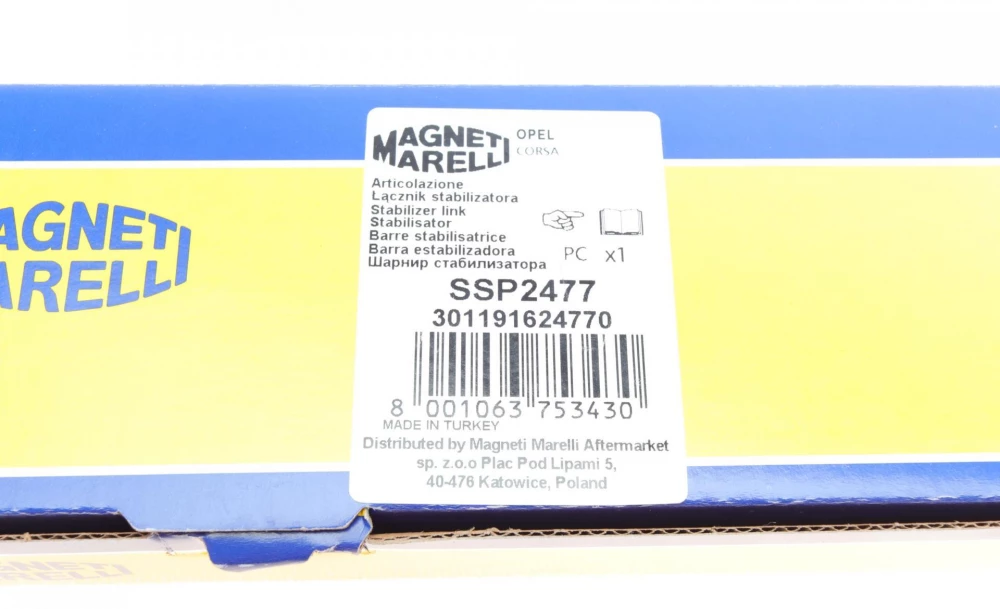 MAGNETI
MARELLI
OPEL
CORSA
Articolazione
Łącznik stabilizatora
Stabilizer link
Stabilisator
Barre stabilisatrice
Barra estabilizadora
Шарнир стабилизатора
PC x1
SSP2477
301191624770
8 001063 753430
MADE IN TURKEY
Distributed by Magneti Marelli Aftermarket
sp. z.o.o Plac Pod Lipami 5,
40-476 Katowice, Poland
AGNETI
ARELLI
MAGNETI
MARELLI